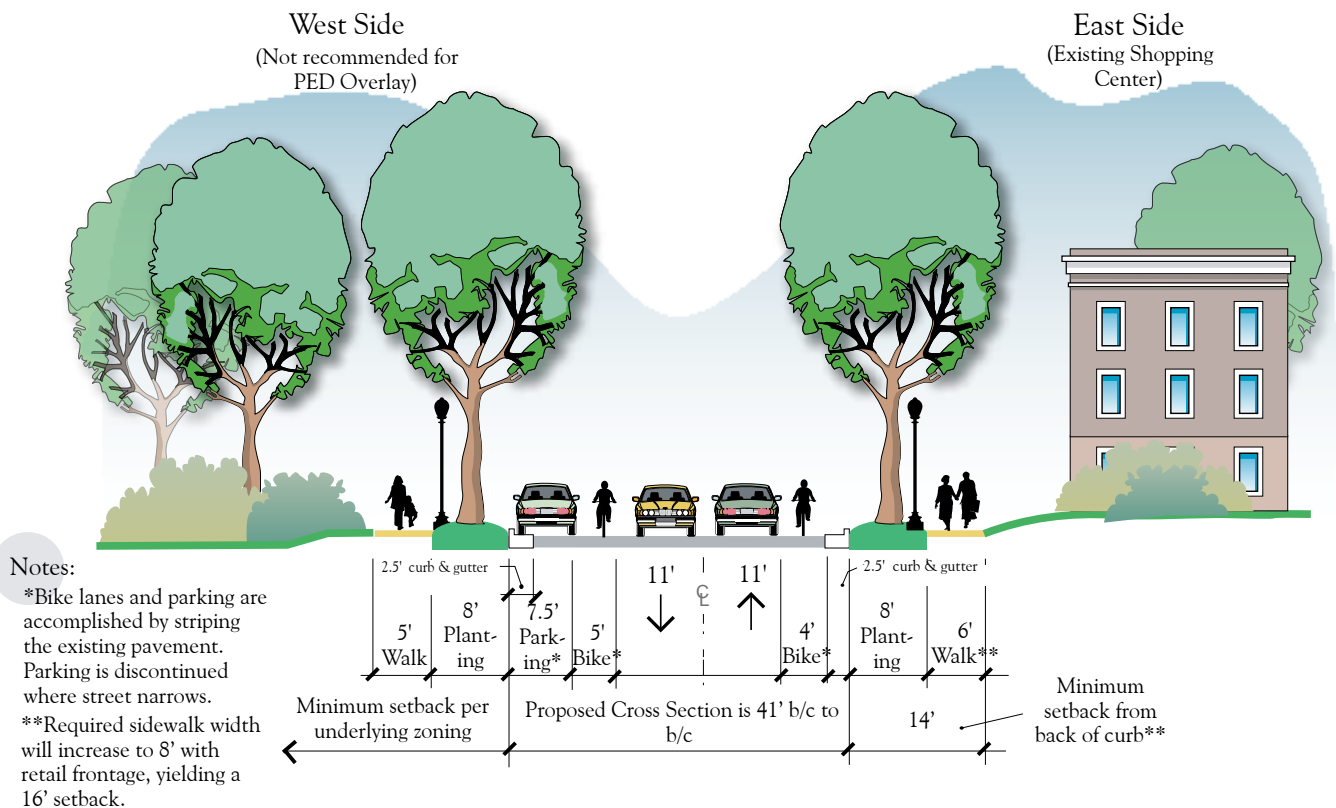 West Side
(Not recommended for
PED Overlay)
East Side
(Existing Shopping
Center)
Notes:
*Bike lanes and parking are
accomplished by striping
the existing pavement.
Parking is discontinued
where street narrows.
**Required sidewalk width
will increase to 8' with
retail frontage, yielding a
16' setback.
2.5' curb & gutter
5'
Walk
8'
Plant-
ing
7.5'
Park-
ing*
5'
Bike*
11'
CL
11'
4'
Bike*
2.5' curb & gutter
8'
Plant-
ing
6'
Walk**
Minimum setback per
underlying zoning
Proposed Cross Section is 41' b/c to
b/c
14'
Minimum
setback from
back of curb**